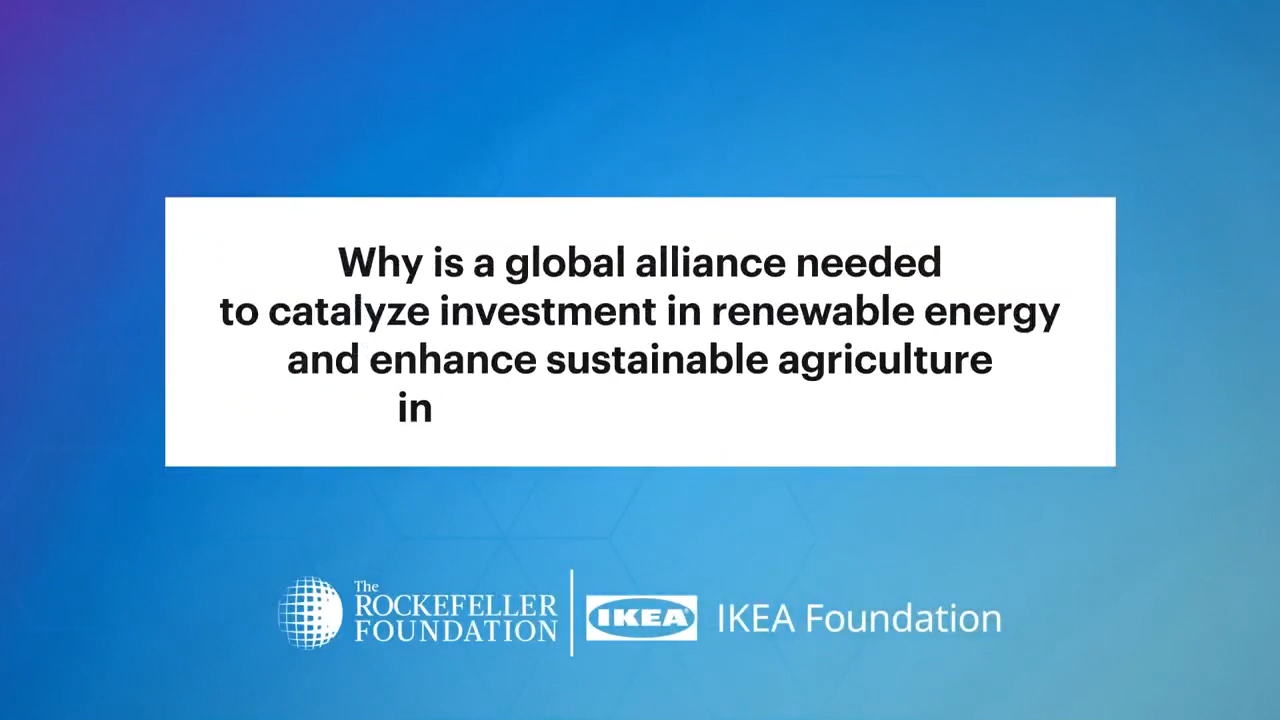 Why is a global alliance needed
to catalyze investment in renewable energy
and enhance sustainable agriculture
in
The
ROCKEFELLER
FOUNDATION
IKEA
IKEA Foundation